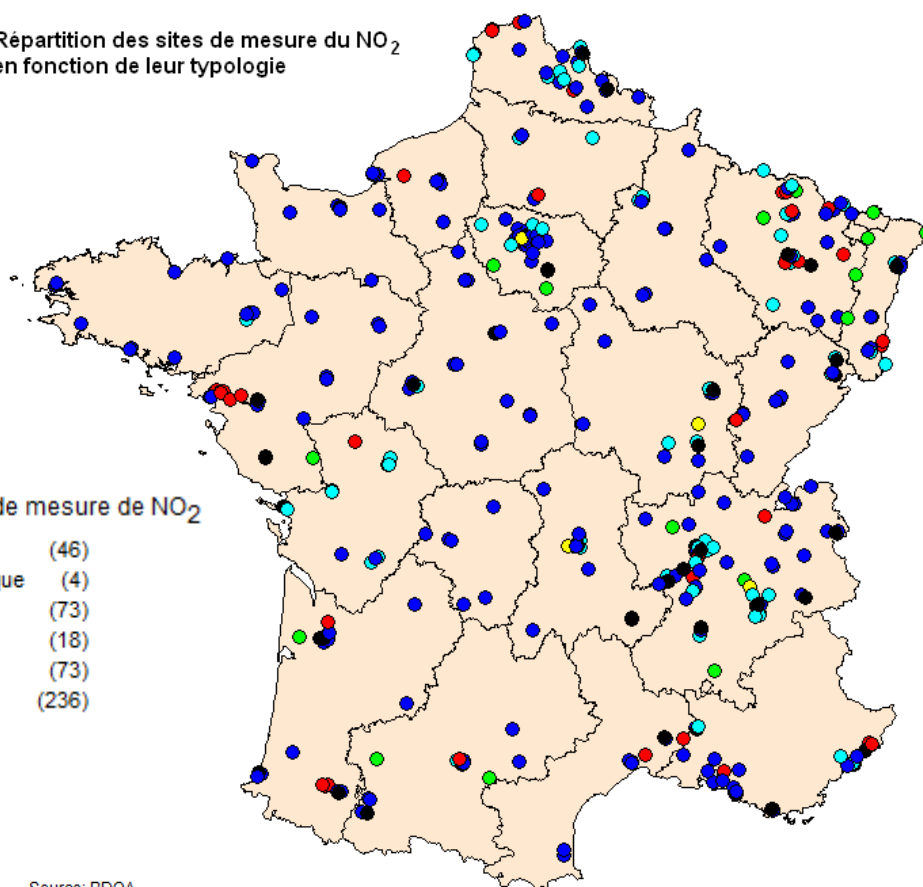 Répartition des sites de mesure du NO2
en fonction de leur typologie
de mesure de NO2
(46)
que (4)
(73)
(18)
(73)
(236)